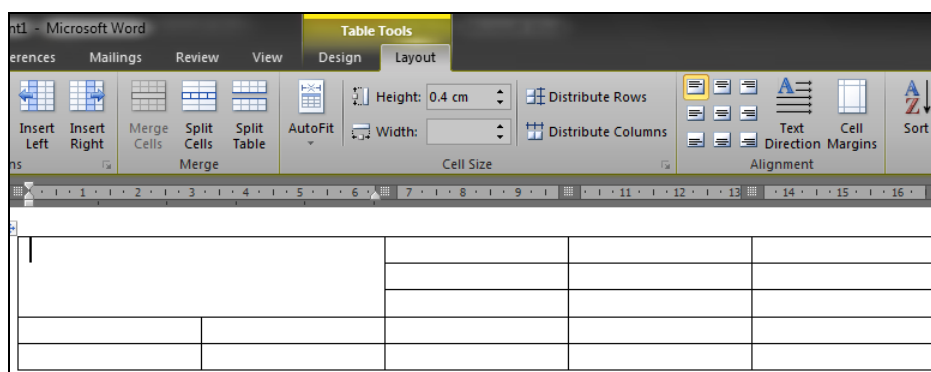 nt1 - Microsoft Word
Table Tools
erences Mailings Review View Design Layout
Insert Left
Insert Right
Merge Cells
Split Cells
Split Table
AutoFit
Height: 0.4 cm
Width:
Distribute Rows
Distribute Columns
Text Direction
Cell Margins
Sort
ns Merge Cell Size Alignment
1 2 3 4 5 6 7 8 9 11 12 13 14 15 16